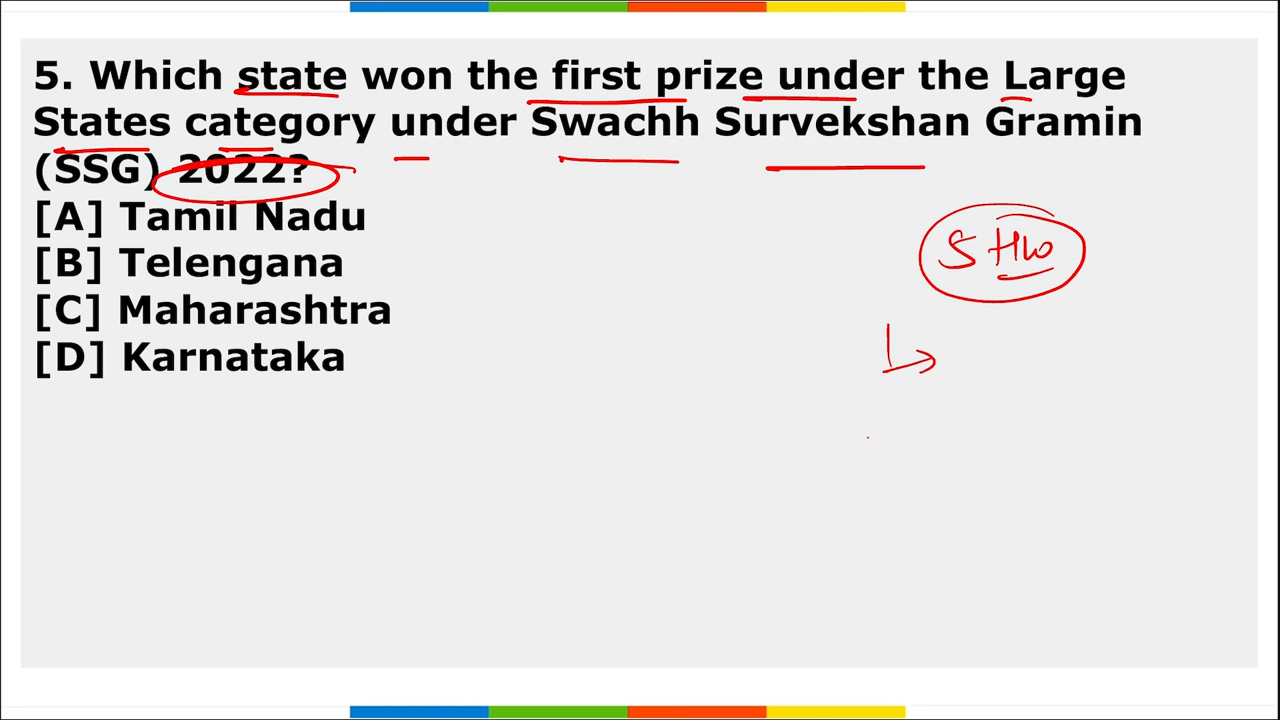 5. Which state won the first prize under the Large
States category under Swachh Survekshan Gramin
(SSG) 2022?
[A] Tamil Nadu
[B] Telengana
[C] Maharashtra
[D] Karnataka